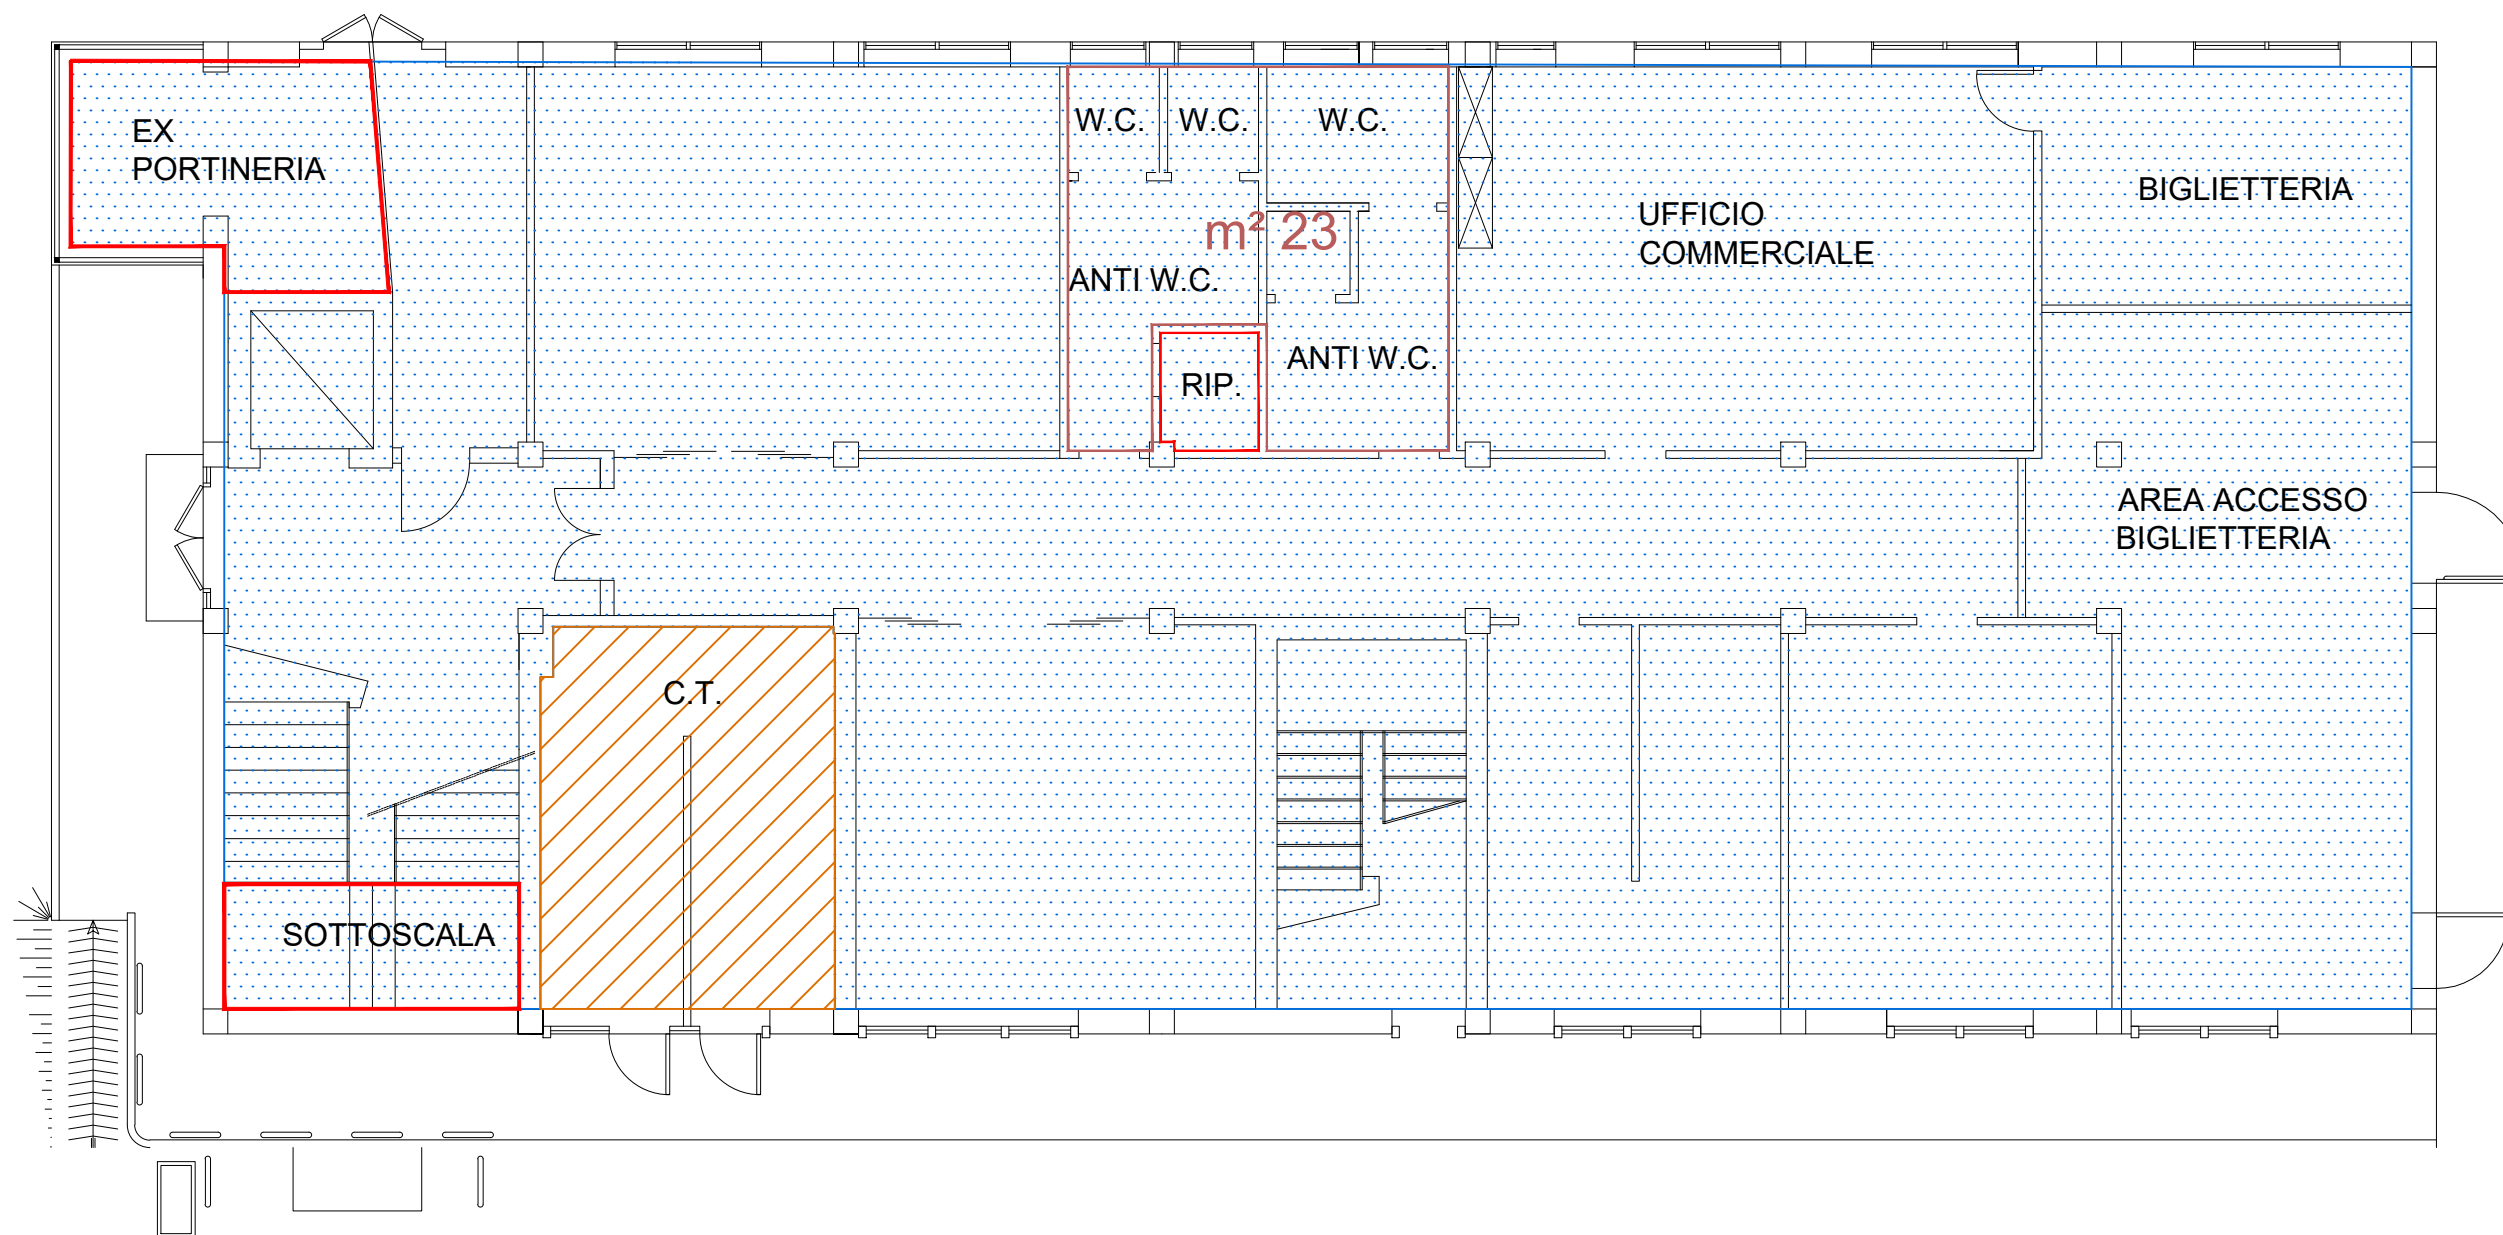 EX
PORTINERIA
W.C.
W.C.
W.C.
m² 23
ANTI W.C.
ANTI W.C.
RIP.
UFFICIO
COMMERCIALE
BIGLIETTERIA
AREA ACCESSO
BIGLIETTERIA
C.T.
SOTTOSCALA